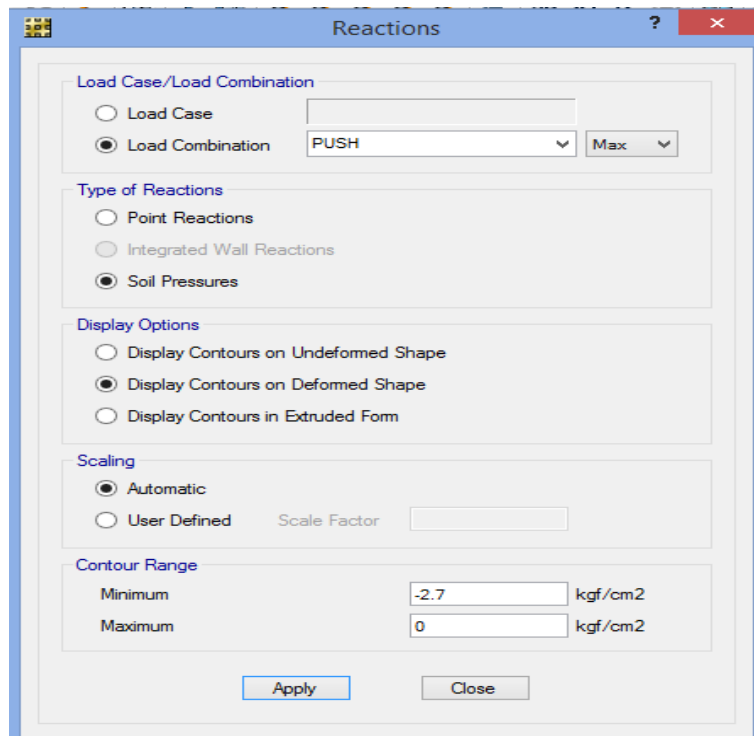 Reactions
?
Load Case/Load Combination
Load Case
Load Combination PUSH Max
Type of Reactions
Point Reactions
Integrated Wall Reactions
Soil Pressures
Display Options
Display Contours on Undeformed Shape
Display Contours on Deformed Shape
Display Contours in Extruded Form
Scaling
Automatic
User Defined Scale Factor
Contour Range
Minimum -2.7 kgf/cm2
Maximum 0 kgf/cm2
Apply Close